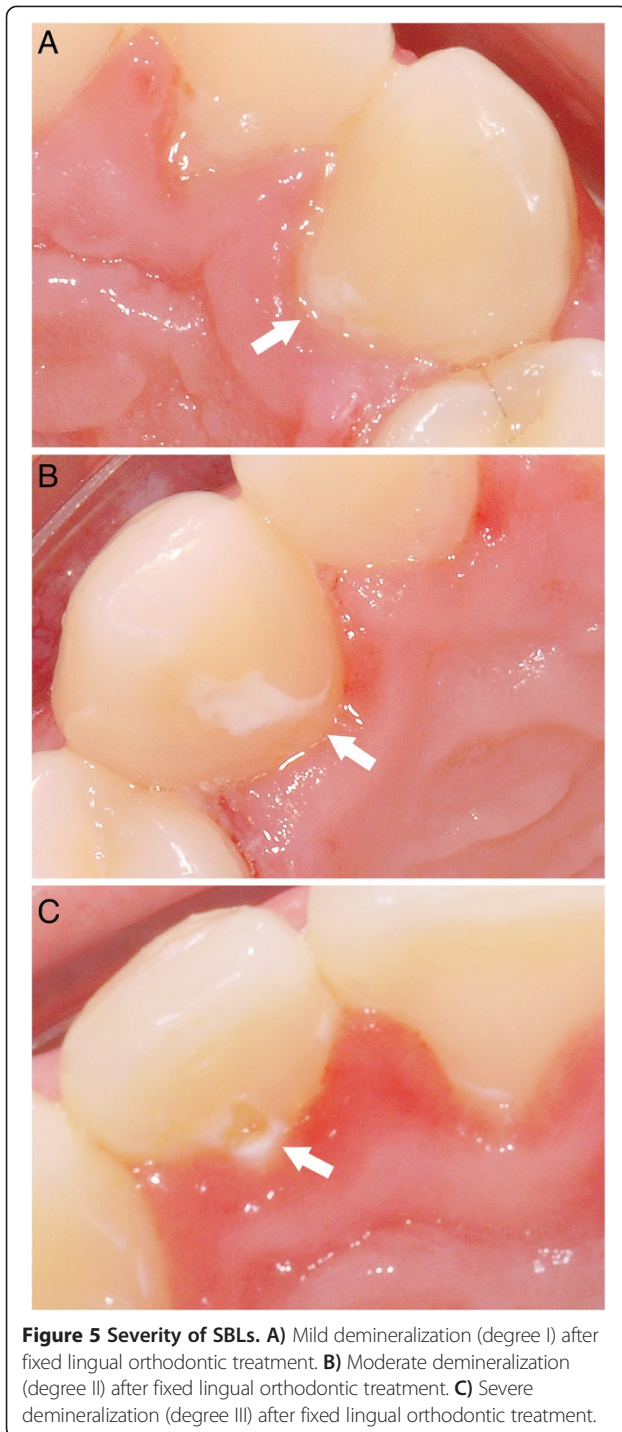 A
B
C
Figure 5 Severity of SBLs. A) Mild demineralization (degree I) after
fixed lingual orthodontic treatment. B) Moderate demineralization
(degree II) after fixed lingual orthodontic treatment. C) Severe
demineralization (degree III) after fixed lingual orthodontic treatment.